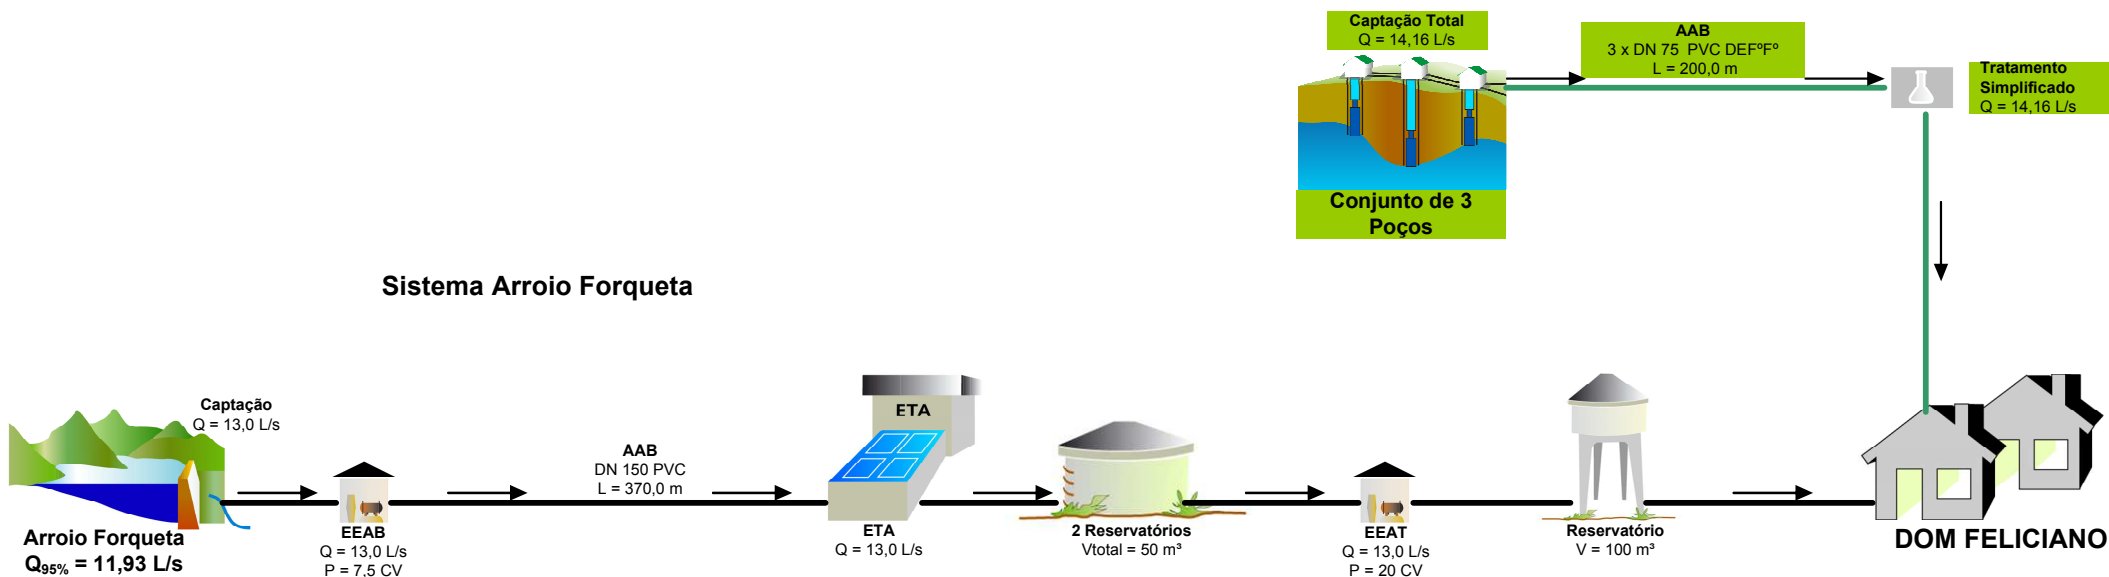 Captação Total
Q = 14,16 L/s
AAB
3 x DN 75  PVC DEFºFº
L = 200,0 m
Tratamento
Simplificado
Q = 14,16 L/s
Conjunto de 3
Poços
Sistema Arroio Forqueta
Captação
Q = 13,0 L/s
Arroio Forqueta
Q95% = 11,93 L/s
EEAB
Q = 13,0 L/s
P = 7,5 CV
AAB
DN 150 PVC
L = 370,0 m
ETA
ETA
Q = 13,0 L/s
2 Reservatórios
Vtotal = 50 m³
EEAT
Q = 13,0 L/s
P = 20 CV
Reservatório
V = 100 m³
DOM FELICIANO